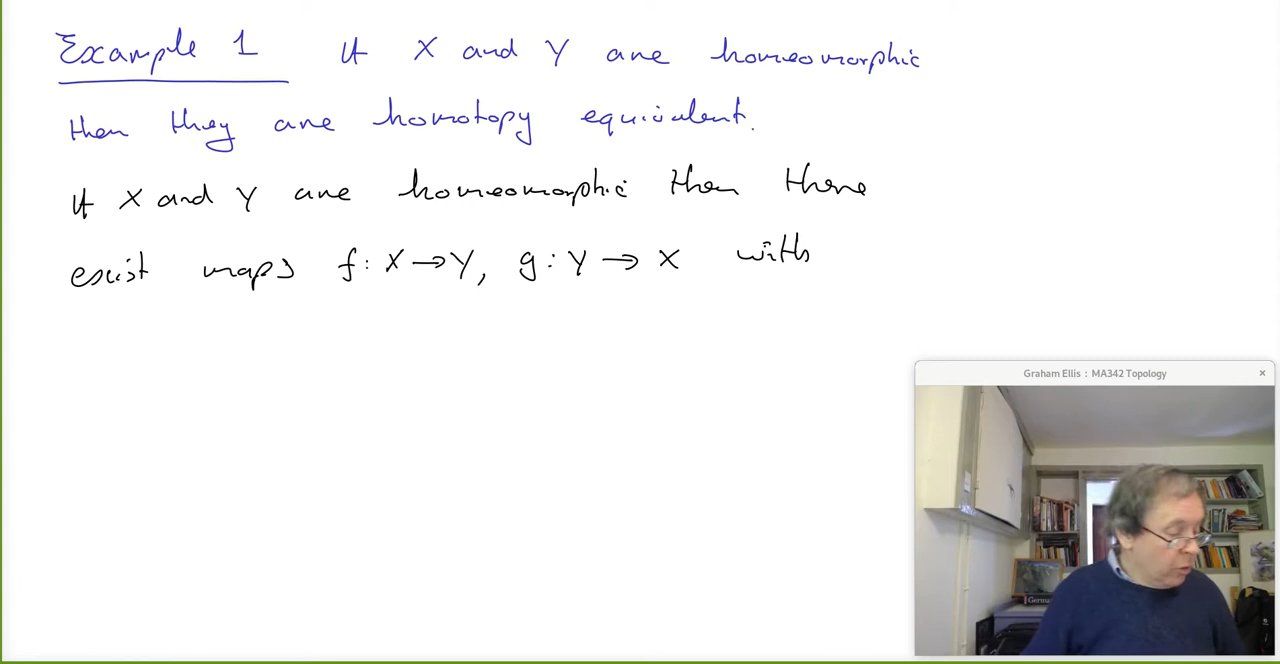 Example 1 If X and Y are homeomorphic
then they are homotopy equivalent.
If X and Y are homeomorphic then there
exist maps f: X → Y, g: Y → X with
Graham Ellis : MA342 Topology ×